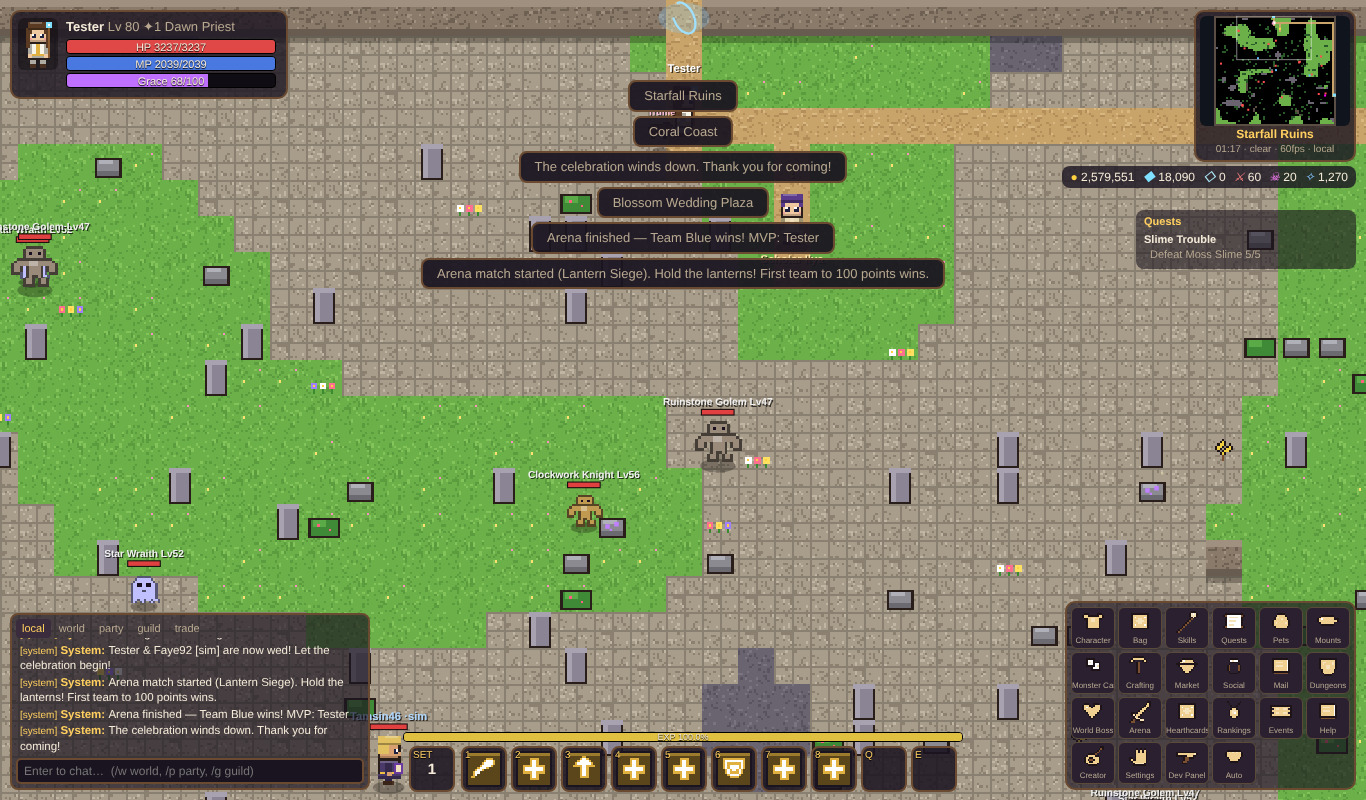 Tester Lv 80 ✦1 Dawn Priest
HP 3237/3237
MP 2039/2039
Grace 68/100
Tester
Starfall Ruins
Coral Coast
The celebration winds down. Thank you for coming!
Blossom Wedding Plaza
Arena finished — Team Blue wins! MVP: Tester
Arena match started (Lantern Siege). Hold the lanterns! First team to 100 points wins.
Starfall Ruins
01:17 · clear · 60fps · local
2,579,551 18,090 0 60 20 1,270
Quests
Slime Trouble
Defeat Moss Slime 5/5
Golem Lv47
Ruinstone Golem Lv47
Clockwork Knight Lv56
Star Wraith Lv52
local world party guild trade
[system] System: Tester & Faye92 [sim] are now wed! Let the
celebration begin!
[system] System: Arena match started (Lantern Siege). Hold the
lanterns! First team to 100 points wins.
[system] System: Arena finished — Team Blue wins! MVP: Tester
[system] System: The celebration winds down. Thank you for
coming!
Enter to chat… (/w world, /p party, /g guild)
EXP 100.0%
SET
1
1 2 3 4 5 6 7 8 Q E
Character Bag Skills Quests Pets Mounts
Monster Ca Crafting Market Social Mail Dungeons
World Boss Arena Hearthcards Rankings Events Help
Creator Settings Dev Panel Auto
Ruinstone Golem Lv47